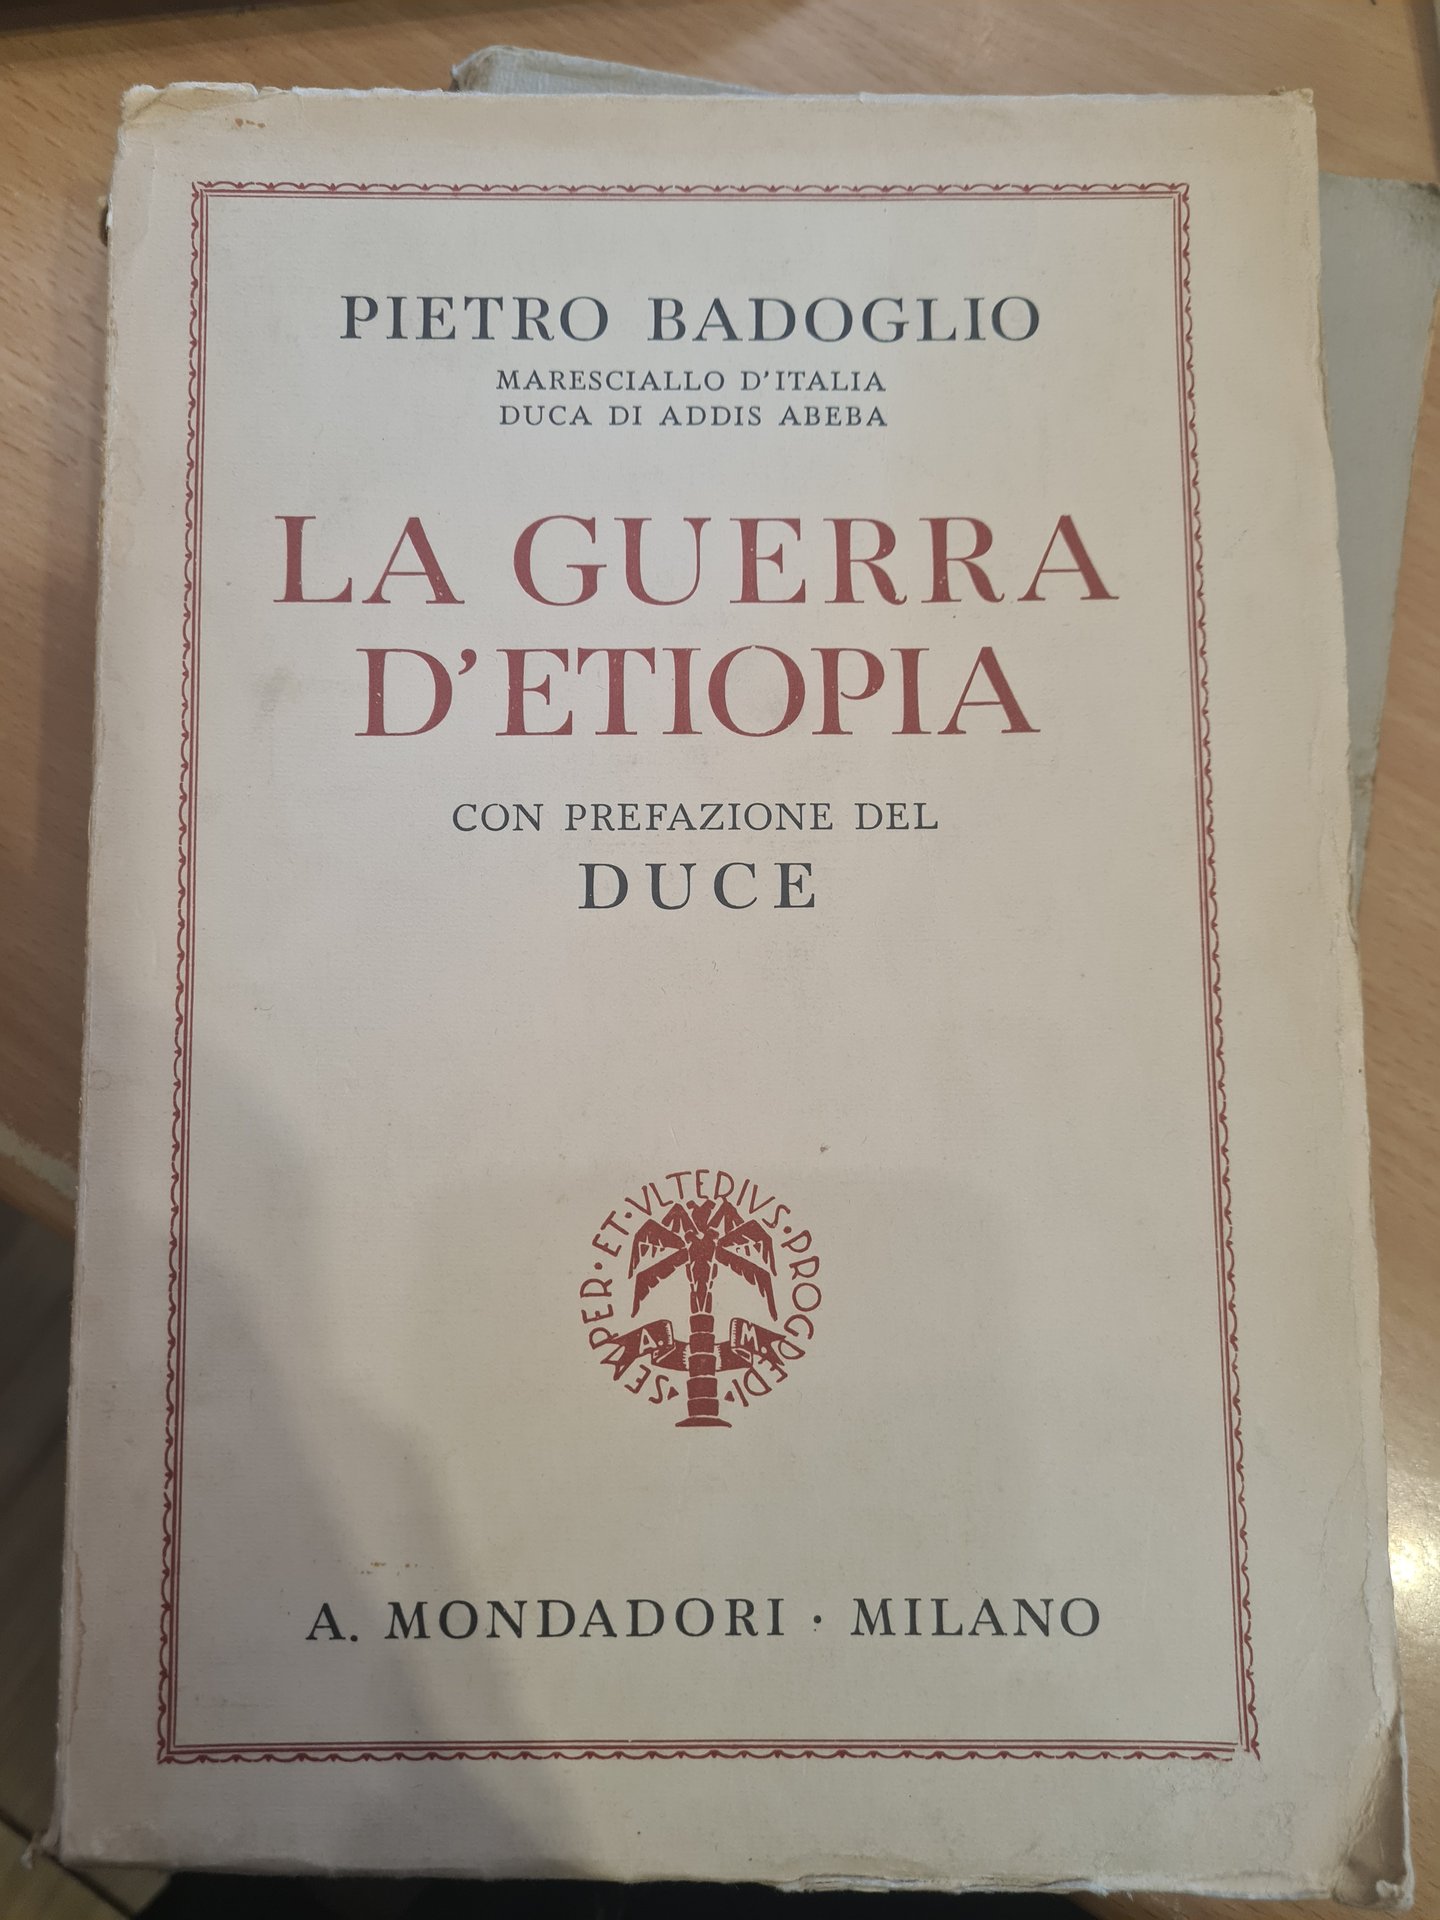 PIETRO BADOGLIO
MARESCIALLO D'ITALIA
DUCA DI ADDIS ABEBA
LA GUERRA
D'ETIOPIA
CON PREFAZIONE DEL
DUCE
SEMPER · ET · VLTERIVS · PROGDEDI ·
A. M.
A. MONDADORI · MILANO